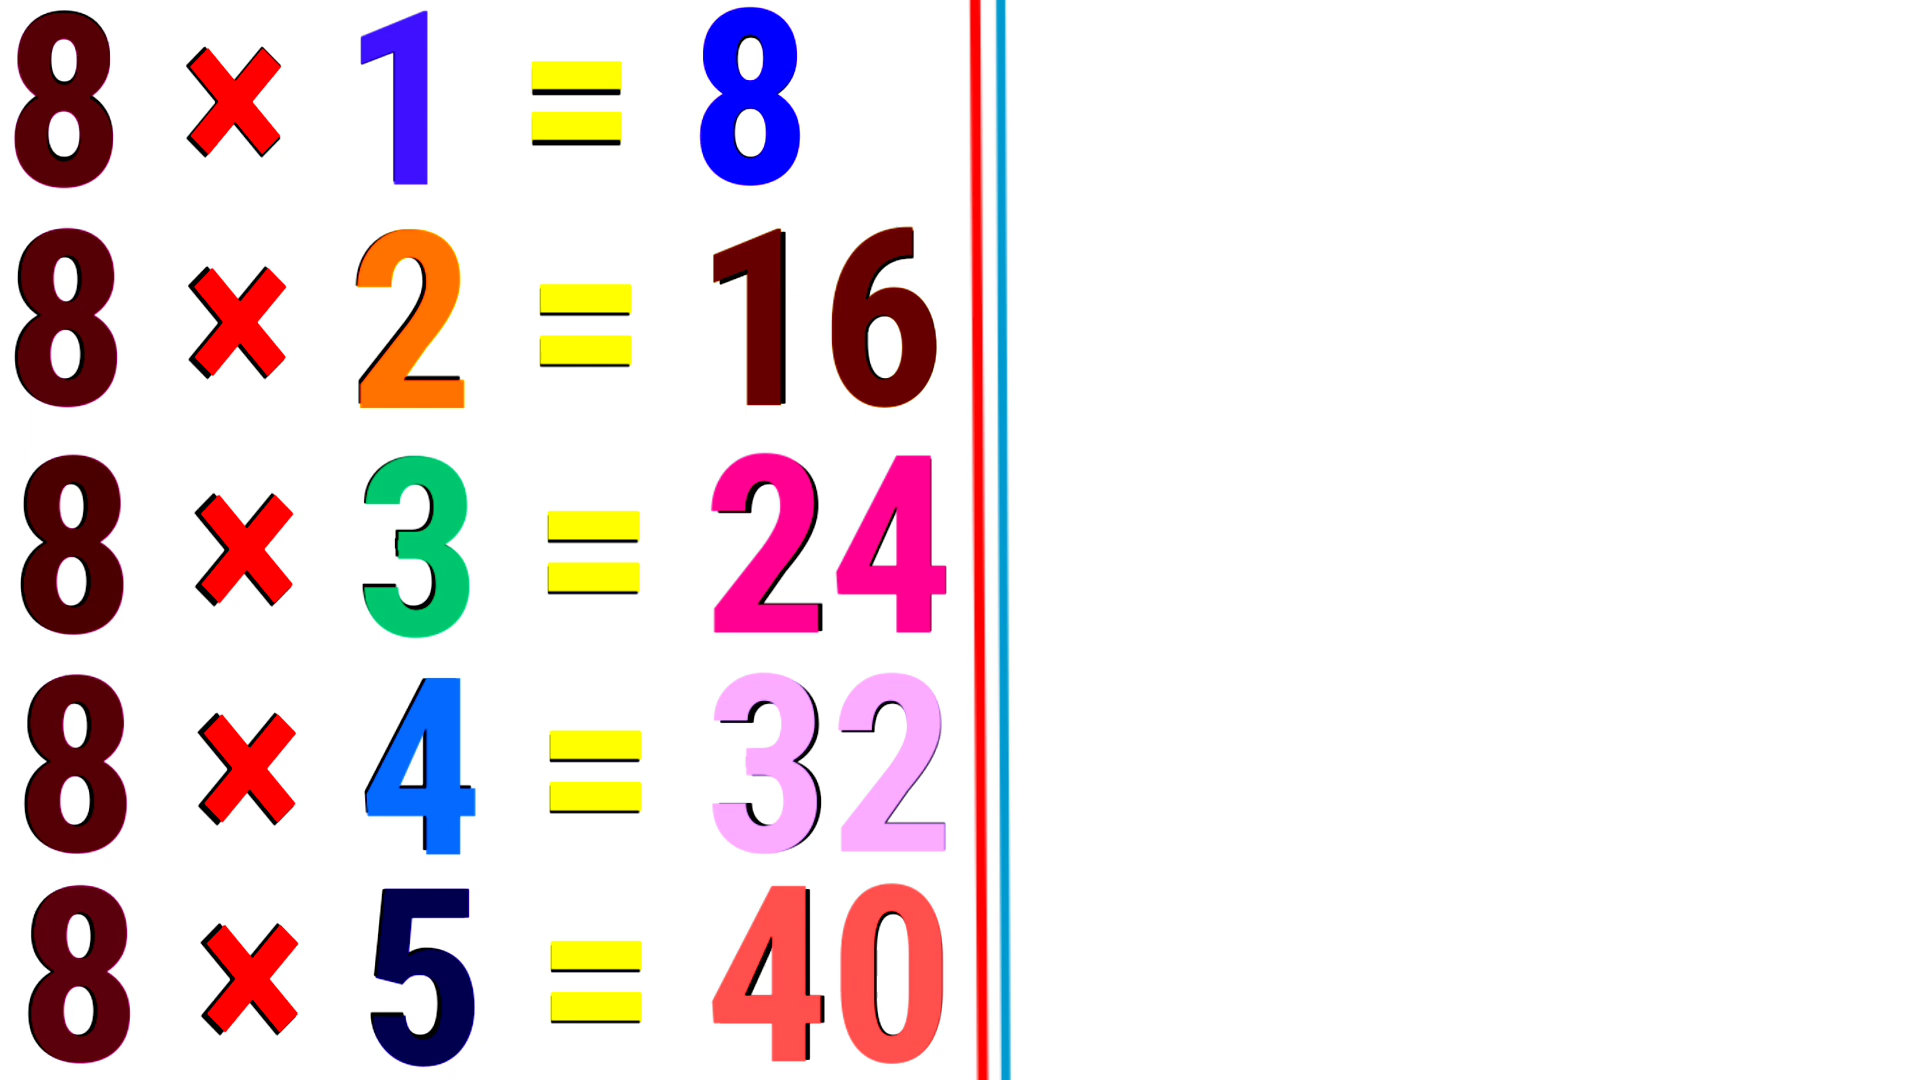 8 × 1 = 8
8 × 2 = 16
8 × 3 = 24
8 × 4 = 32
8 × 5 = 40